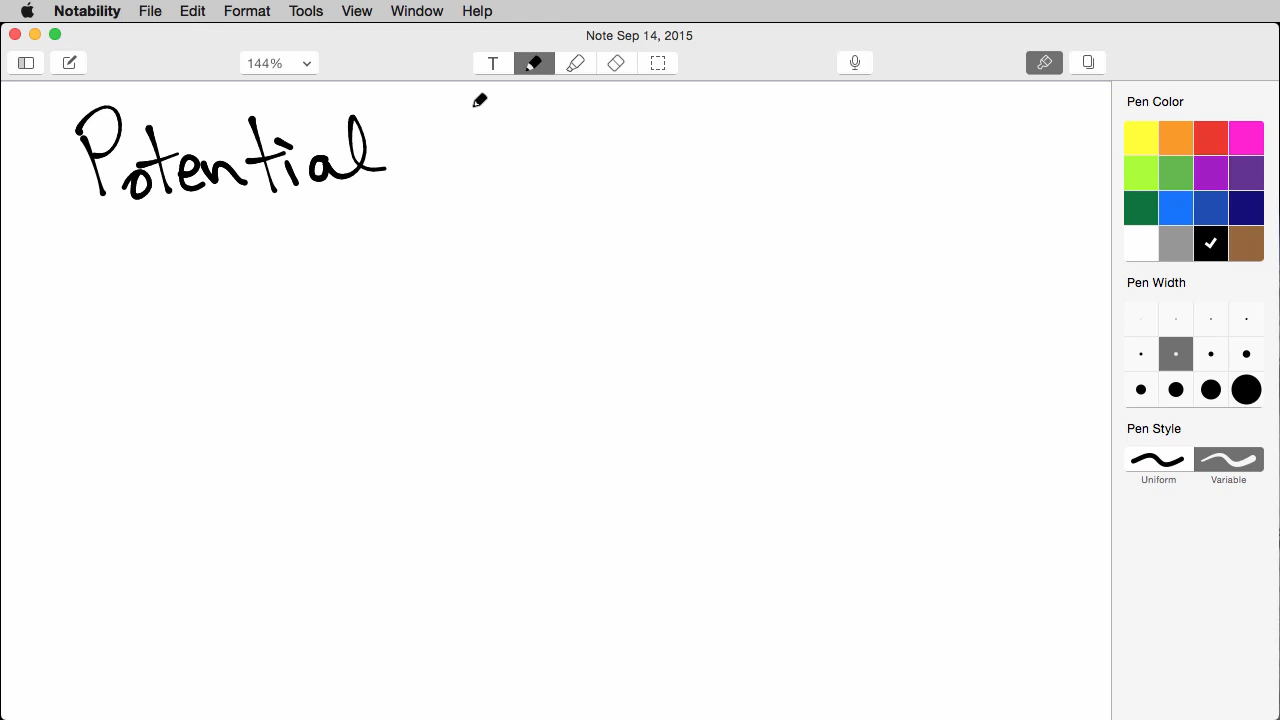 Notability File Edit Format Tools View Window Help
Note Sep 14, 2015
144% T
Potential
Pen Color
Pen Width
Pen Style
Uniform Variable